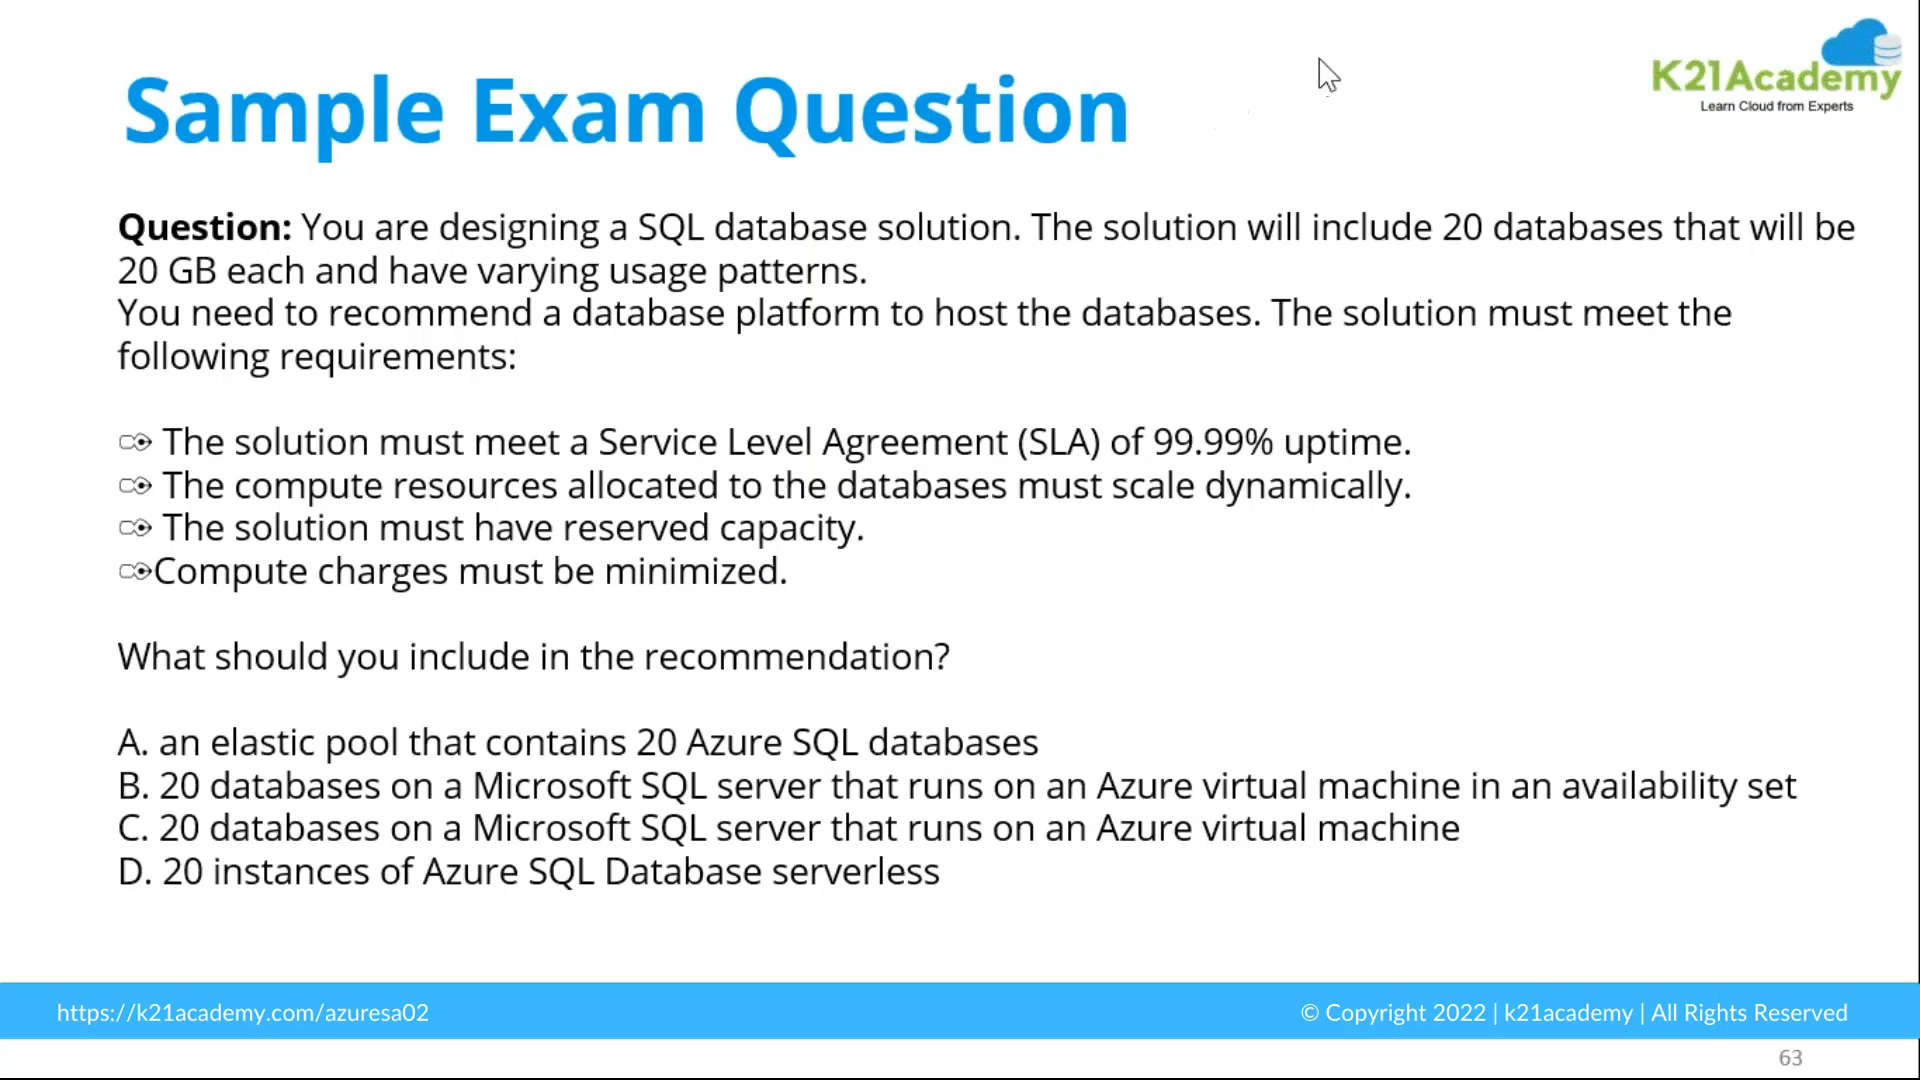 Sample Exam Question
K21Academy
Learn Cloud from Experts
Question: You are designing a SQL database solution. The solution will include 20 databases that will be
20 GB each and have varying usage patterns.
You need to recommend a database platform to host the databases. The solution must meet the
following requirements:
The solution must meet a Service Level Agreement (SLA) of 99.99% uptime.
The compute resources allocated to the databases must scale dynamically.
The solution must have reserved capacity.
Compute charges must be minimized.
What should you include in the recommendation?
A. an elastic pool that contains 20 Azure SQL databases
B. 20 databases on a Microsoft SQL server that runs on an Azure virtual machine in an availability set
C. 20 databases on a Microsoft SQL server that runs on an Azure virtual machine
D. 20 instances of Azure SQL Database serverless
https://k21academy.com/azuresa02
© Copyright 2022 | k21academy | All Rights Reserved
63